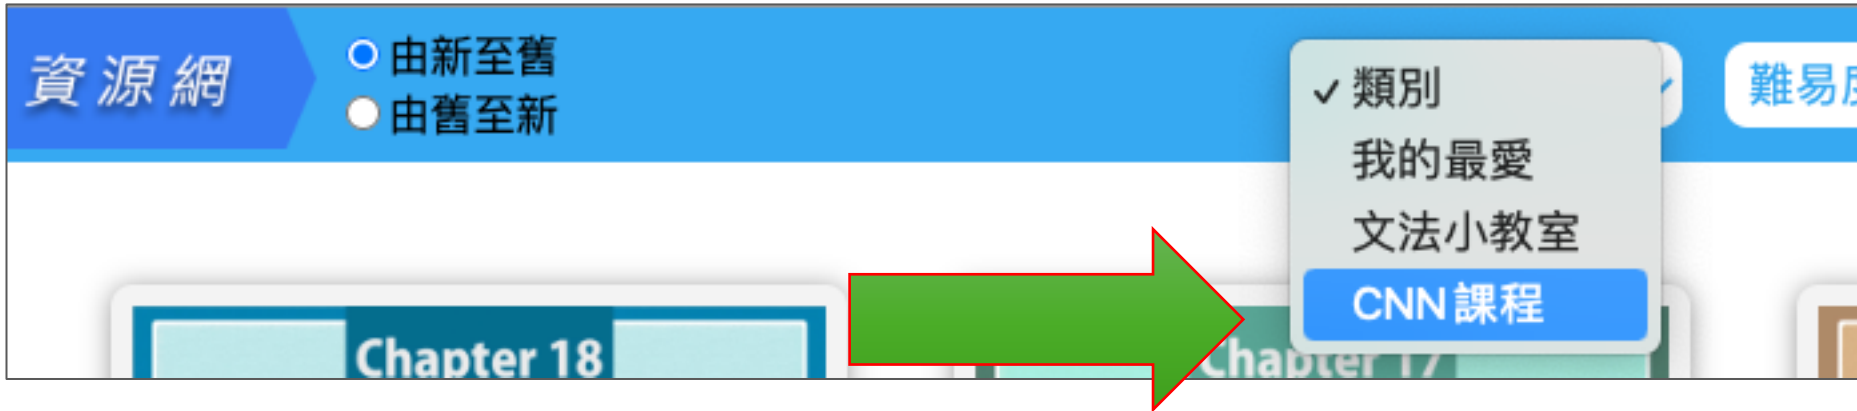 資源網
由新至舊
由舊至新
✓ 類別
我的最愛
文法小教室
CNN課程
難易
Chapter 18
Chapter 17